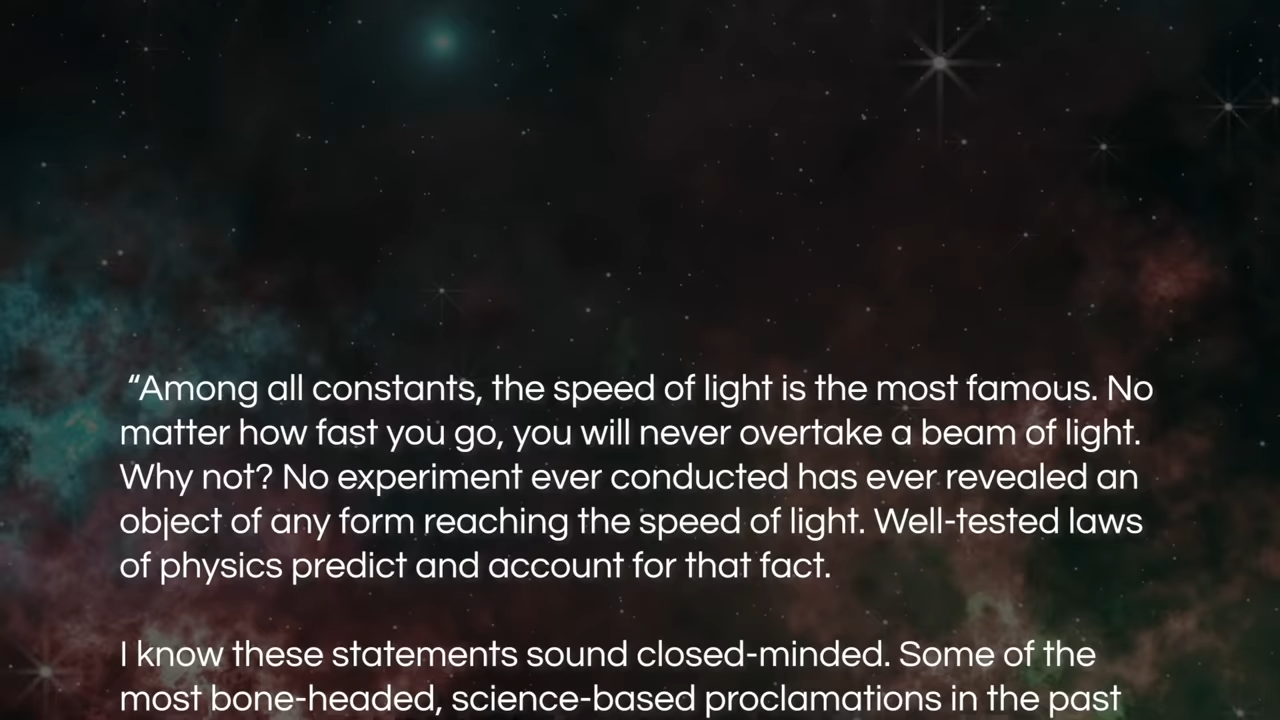 “Among all constants, the speed of light is the most famous. No
matter how fast you go, you will never overtake a beam of light.
Why not? No experiment ever conducted has ever revealed an
object of any form reaching the speed of light. Well-tested laws
of physics predict and account for that fact.
I know these statements sound closed-minded. Some of the
most bone-headed, science-based proclamations in the past